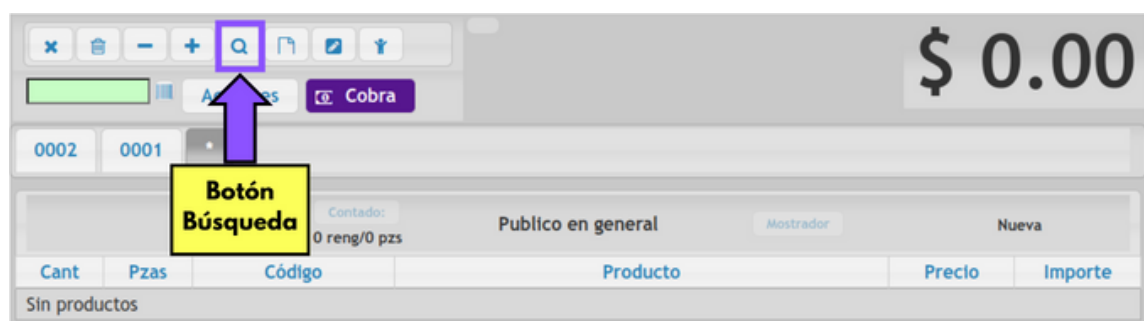 $ 0.00
Cobra
0002 0001 *
Botón
Búsqueda
Contado:
0 reng/0 pzs
Publico en general
Mostrador
Nueva
Cant Pzas Código Producto Precio Importe
Sin productos